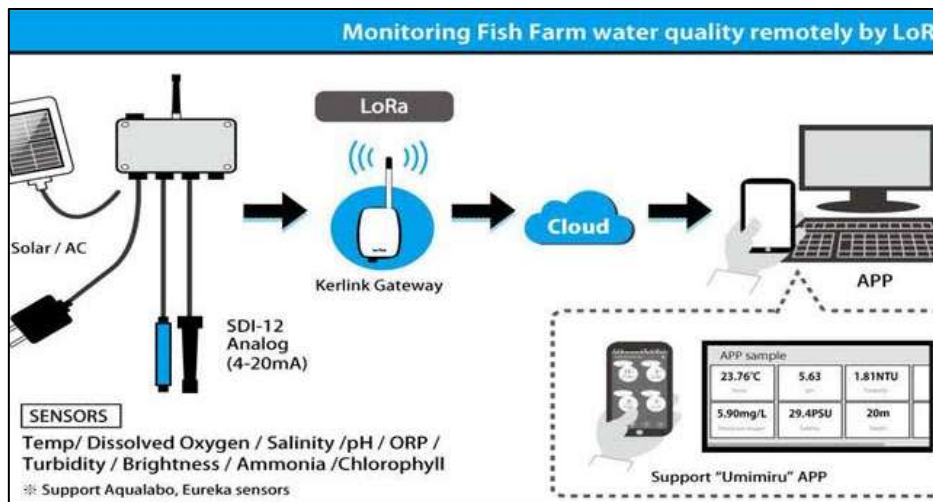 Monitoring Fish Farm water quality remotely by LoR
LoRa
Solar / AC
Kerlink Gateway
Cloud
APP
SDI-12
Analog
(4-20mA)
SENSORS
Temp/ Dissolved Oxygen / Salinity /pH / ORP /
Turbidity / Brightness / Ammonia /Chlorophyll
※ Support Aqualabo, Eureka sensors
APP sample
23.76℃ 5.63 1.81NTU
5.90mg/L 29.4PSU 20m
Support "Umimiru" APP